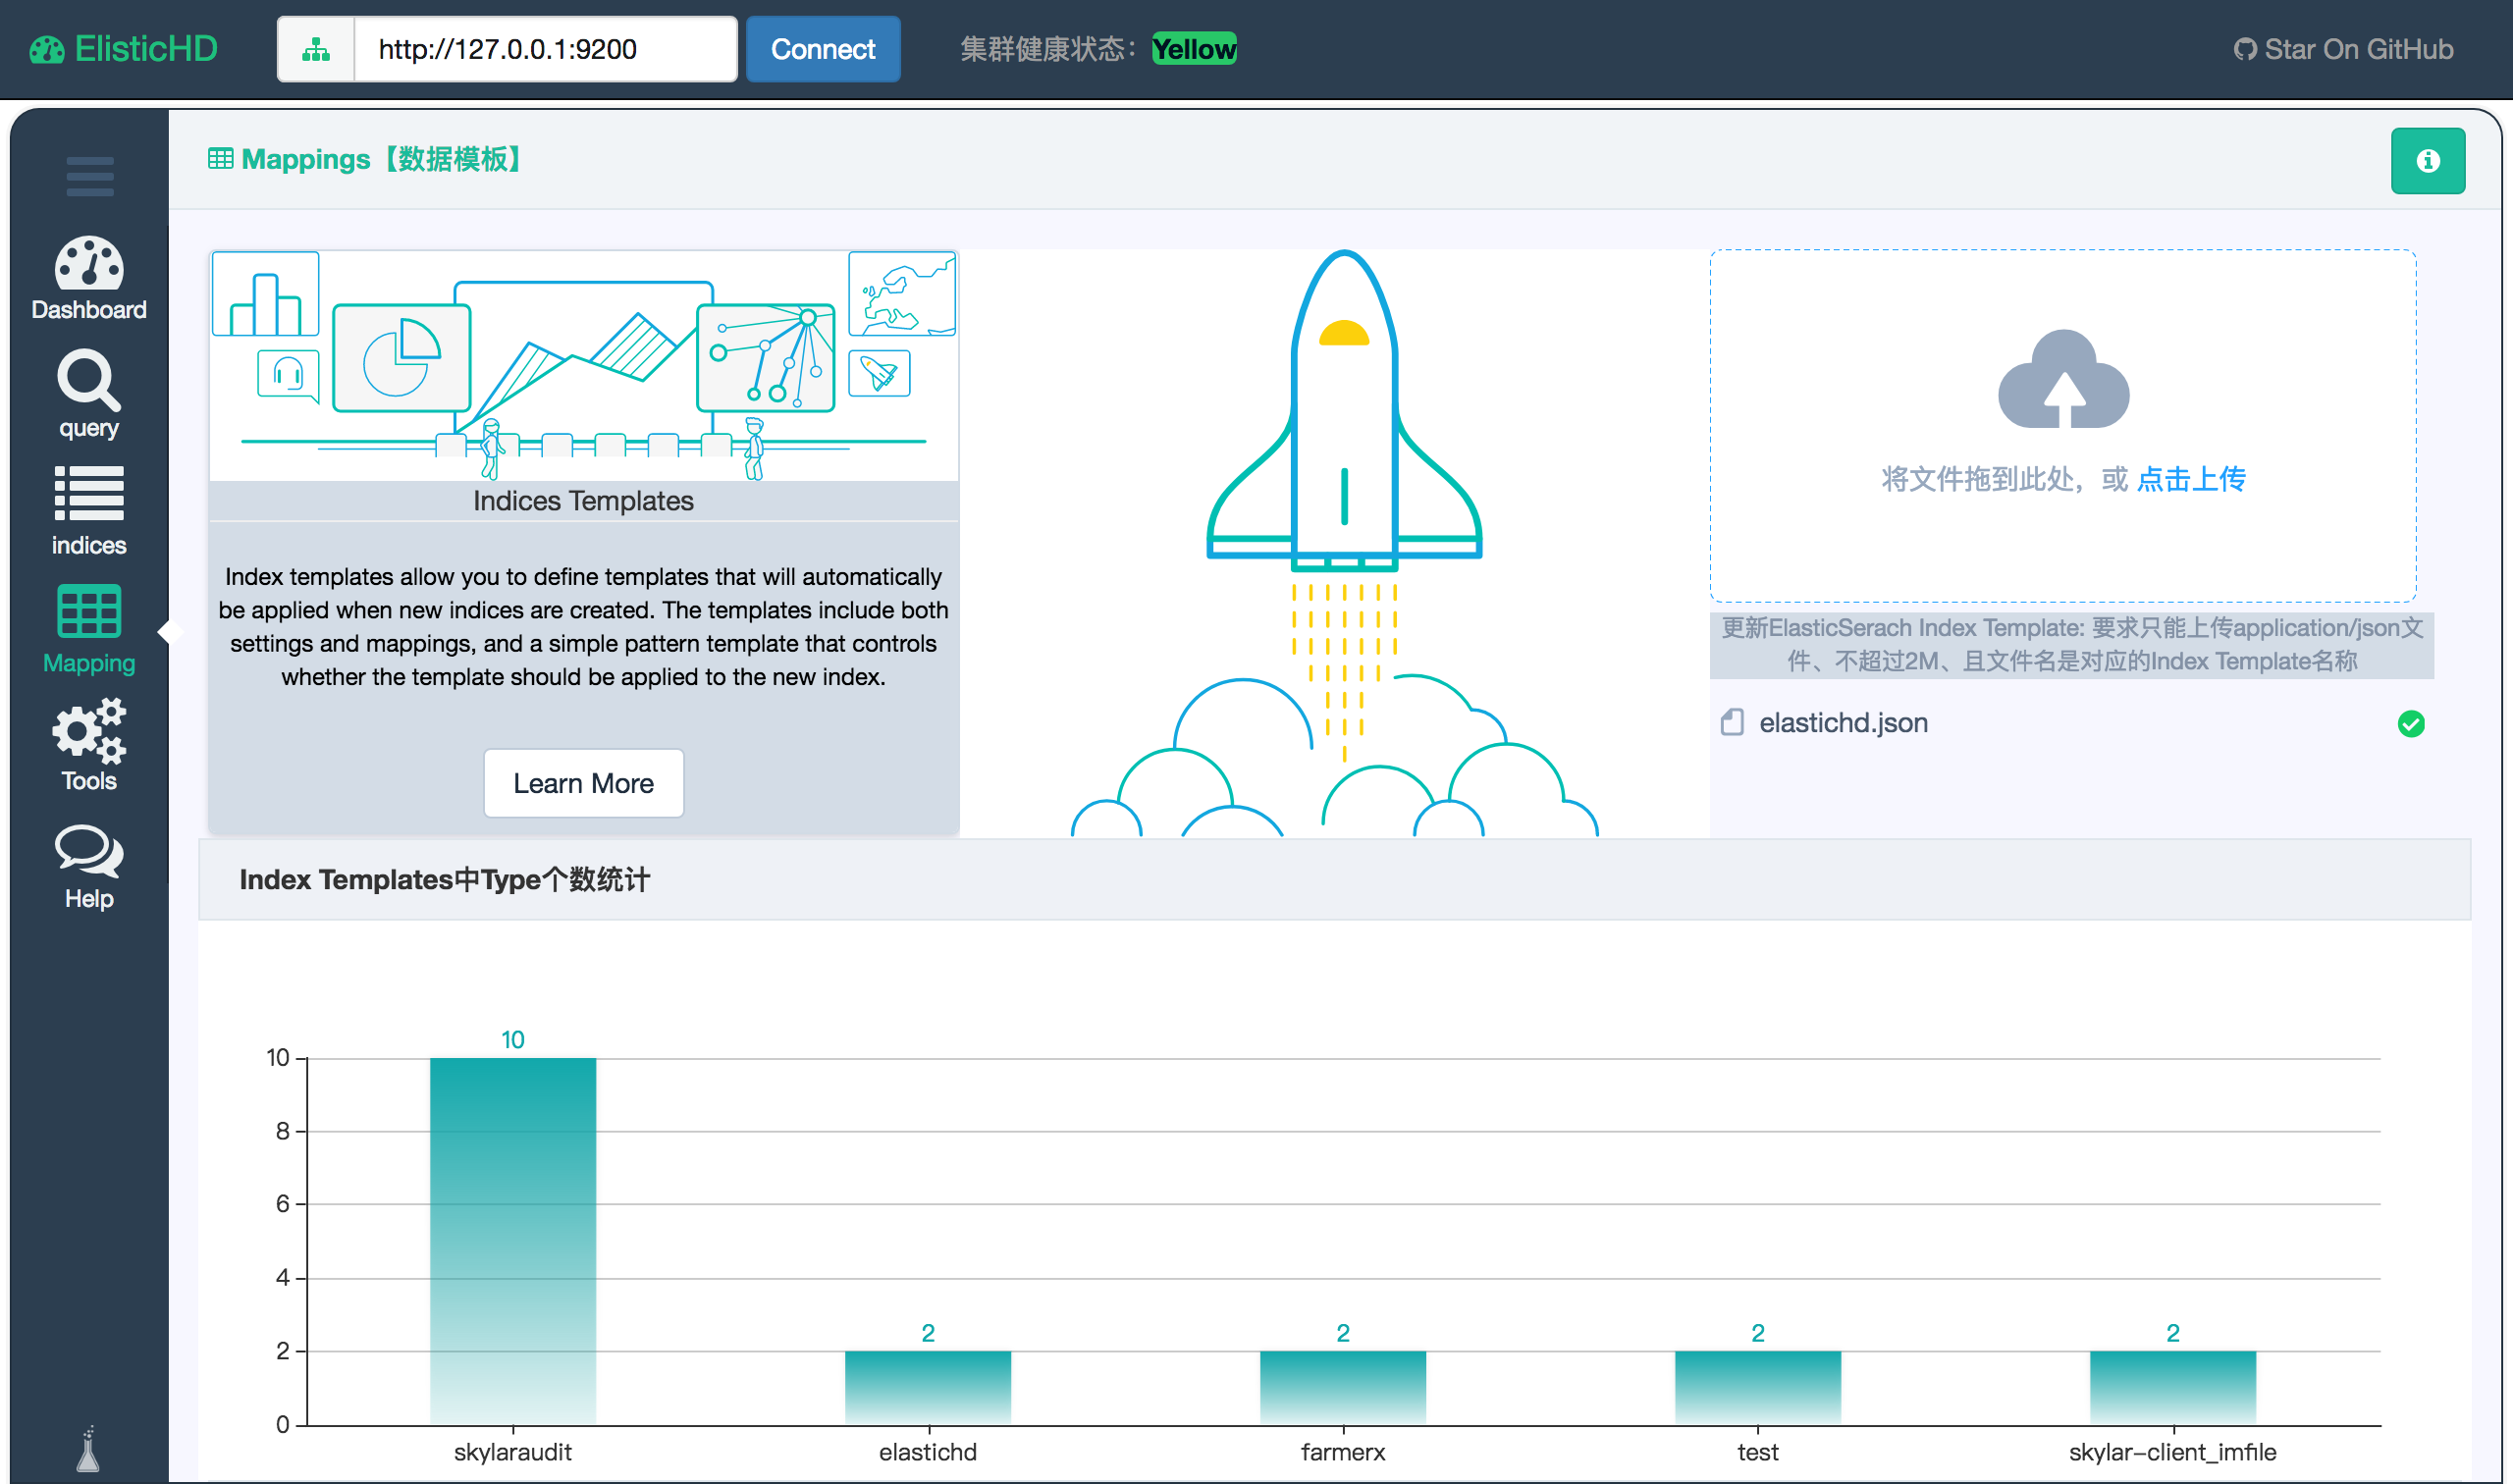 ElisticHD
http://127.0.0.1:9200
Connect
集群健康状态：Yellow
Star On GitHub
Mappings【数据模板】
Dashboard
query
indices
Mapping
Tools
Help
Indices Templates
Index templates allow you to define templates that will automatically
be applied when new indices are created. The templates include both
settings and mappings, and a simple pattern template that controls
whether the template should be applied to the new index.
Learn More
将文件拖到此处，或 点击上传
更新ElasticSerach Index Template: 要求只能上传application/json文
件、不超过2M、且文件名是对应的Index Template名称
elastichd.json
Index Templates中Type个数统计
10
8
6
4
2
0
10
2
2
2
2
skylaraudit
elastichd
farmerx
test
skylar-client_imfile